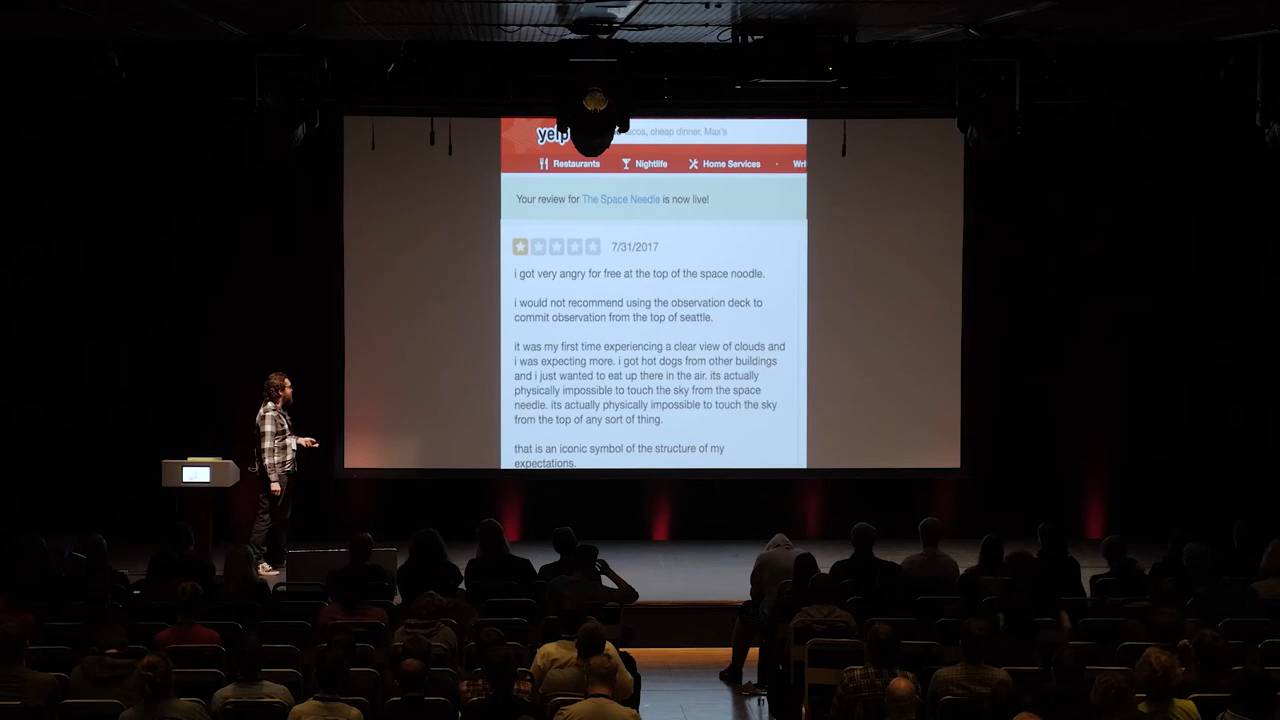 yelp acos, cheap dinner, Max's
Restaurants Nightlife Home Services · Wri
Your review for The Space Needle is now live!
7/31/2017
i got very angry for free at the top of the space noodle.
i would not recommend using the observation deck to
commit observation from the top of seattle.
it was my first time experiencing a clear view of clouds and
i was expecting more. i got hot dogs from other buildings
and i just wanted to eat up there in the air. its actually
physically impossible to touch the sky from the space
needle. its actually physically impossible to touch the sky
from the top of any sort of thing.
that is an iconic symbol of the structure of my
expectations.